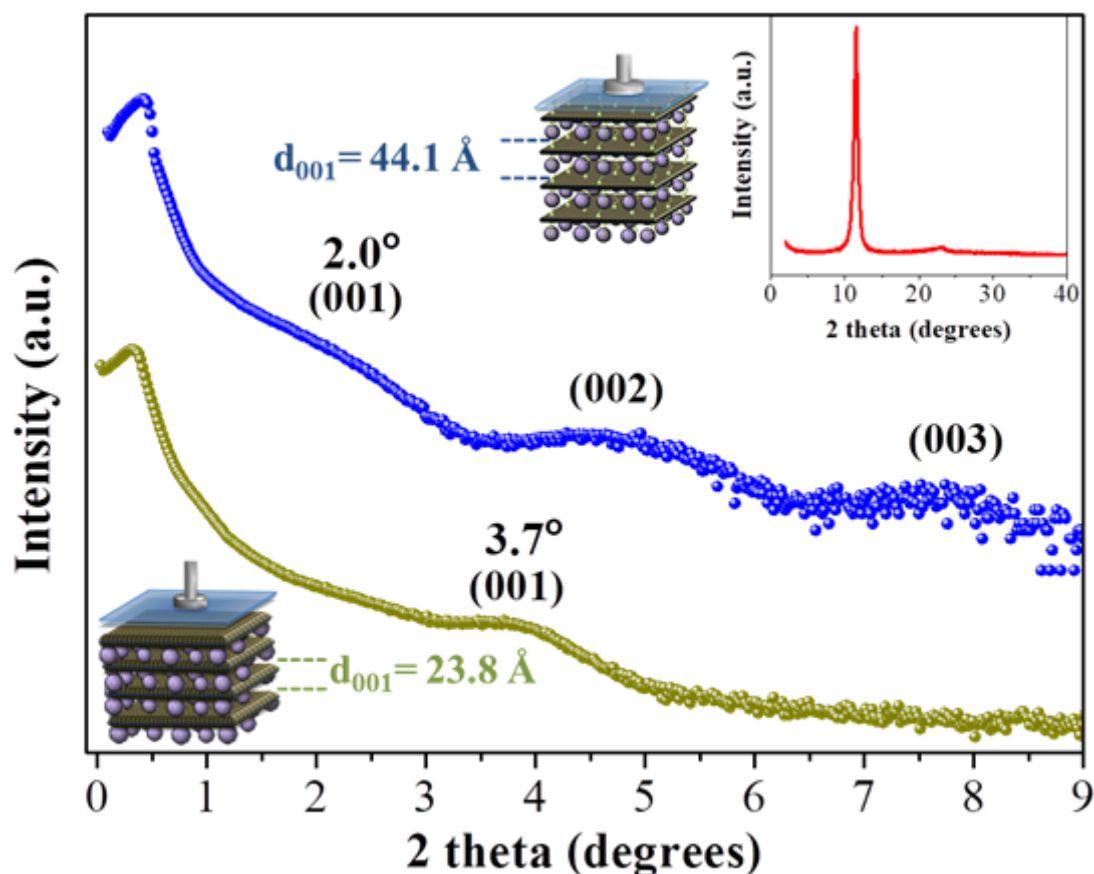 Intensity (a.u.)
d001= 44.1 Å
2.0°
(001)
(002)
(003)
3.7°
(001)
d001= 23.8 Å
0 1 2 3 4 5 6 7 8 9
2 theta (degrees)
Intensity (a.u.)
0 10 20 30 40
2 theta (degrees)